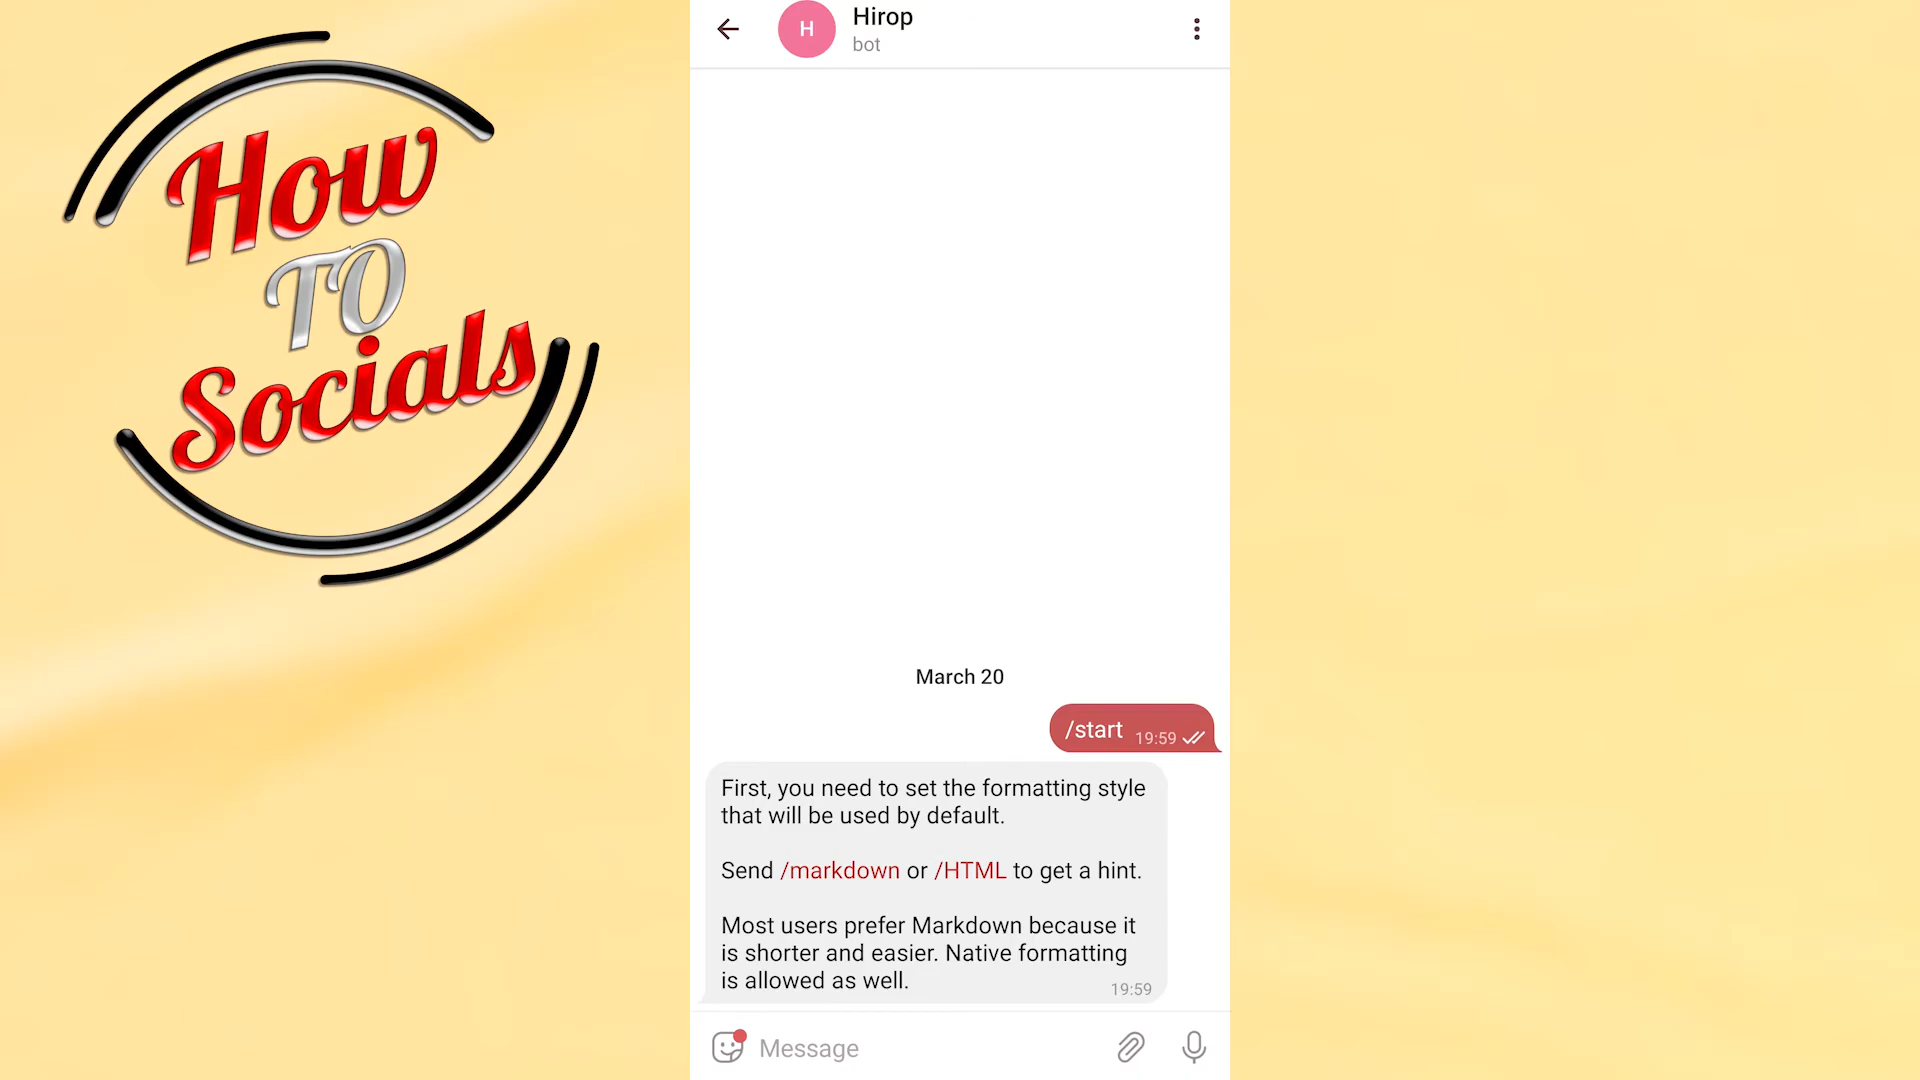 How
TO
Socials
H
Hirop
bot
March 20
/start 19:59
First, you need to set the formatting style
that will be used by default.
Send /markdown or /HTML to get a hint.
Most users prefer Markdown because it
is shorter and easier. Native formatting
is allowed as well.
19:59
Message